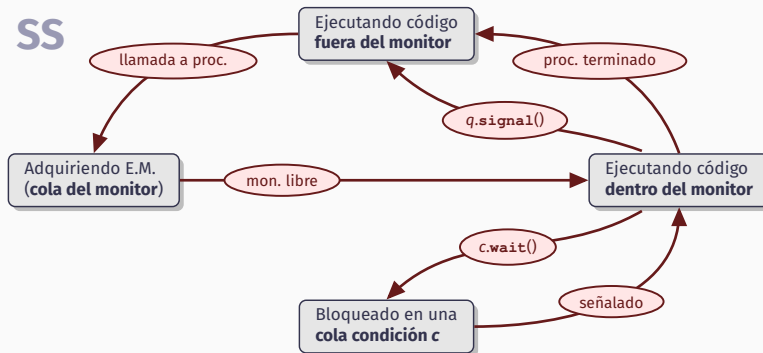 SS
Ejecutando código
fuera del monitor
llamada a proc.
proc. terminado
q.signal()
Adquiriendo E.M.
(cola del monitor)
mon. libre
Ejecutando código
dentro del monitor
c.wait()
señalado
Bloqueado en una
cola condición c